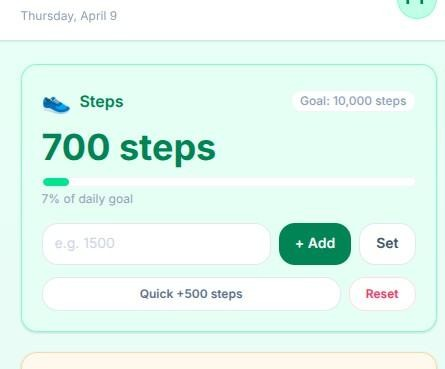 Thursday, April 9
Steps
Goal: 10,000 steps
700 steps
7% of daily goal
e.g. 1500
+ Add
Set
Quick +500 steps
Reset